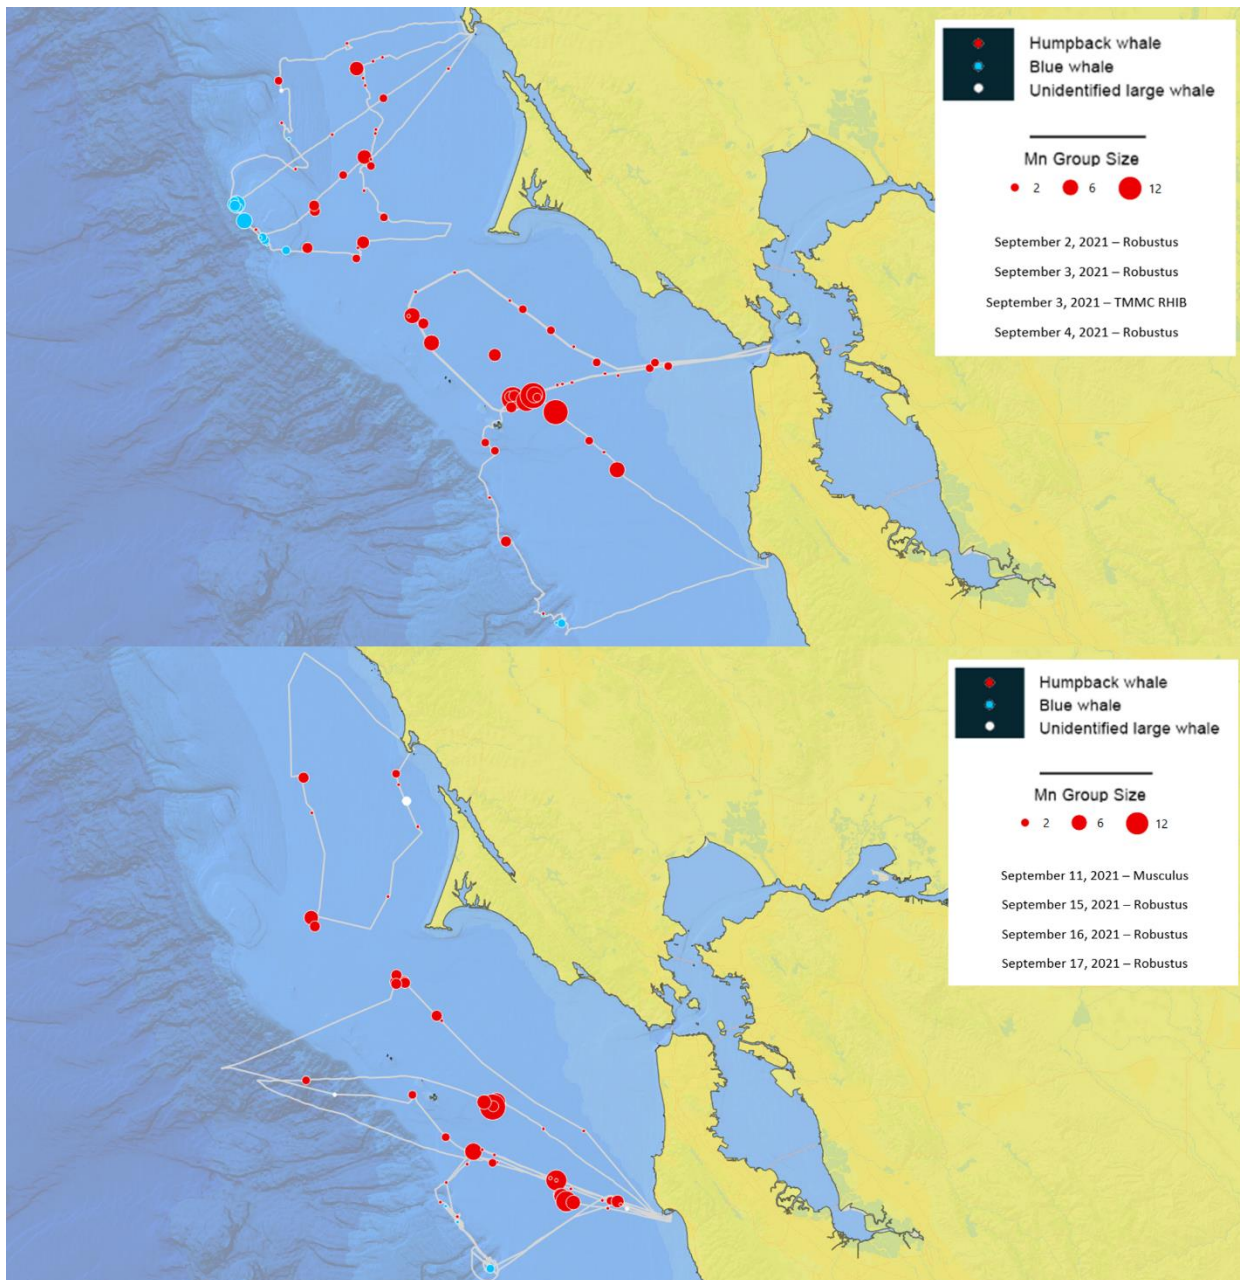 Humpback whale
Blue whale
Unidentified large whale
Mn Group Size
2 6 12
September 2, 2021 – Robustus
September 3, 2021 – Robustus
September 3, 2021 – TMMC RHIB
September 4, 2021 – Robustus
Humpback whale
Blue whale
Unidentified large whale
Mn Group Size
2 6 12
September 11, 2021 – Musculus
September 15, 2021 – Robustus
September 16, 2021 – Robustus
September 17, 2021 – Robustus